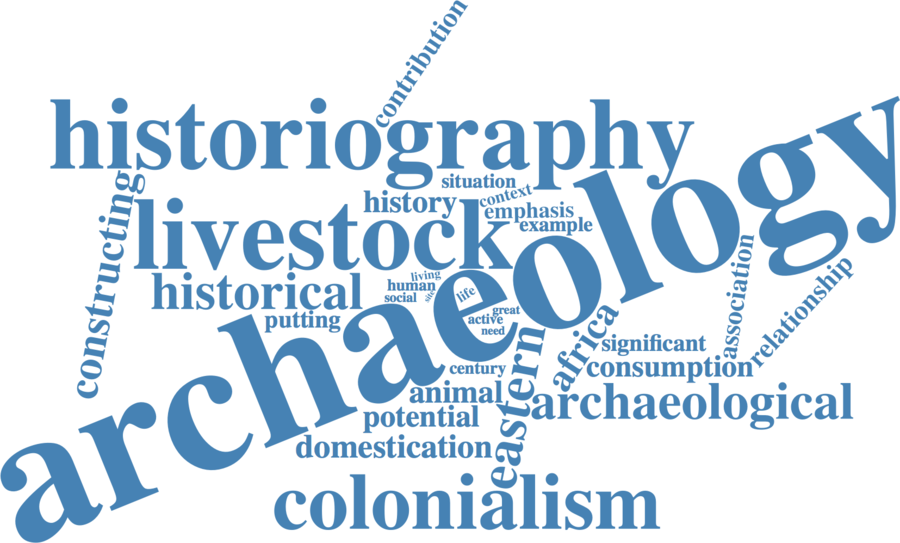 contribution
historiography
archaeology
situation
constructing
context
history
livestock
emphasis
example
association
relationship
living
historical
human
life
social
site
great
putting
active
need
africa
significant
eastern
century
consumption
animal
archaeological
potential
domestication
colonialism